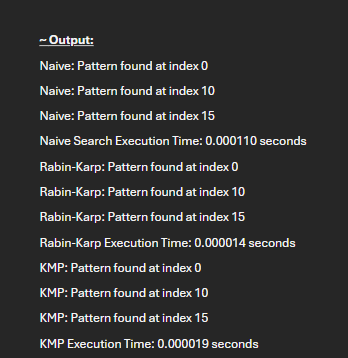 ~ Output:
Naive: Pattern found at index 0
Naive: Pattern found at index 10
Naive: Pattern found at index 15
Naive Search Execution Time: 0.000110 seconds
Rabin-Karp: Pattern found at index 0
Rabin-Karp: Pattern found at index 10
Rabin-Karp: Pattern found at index 15
Rabin-Karp Execution Time: 0.000014 seconds
KMP: Pattern found at index 0
KMP: Pattern found at index 10
KMP: Pattern found at index 15
KMP Execution Time: 0.000019 seconds